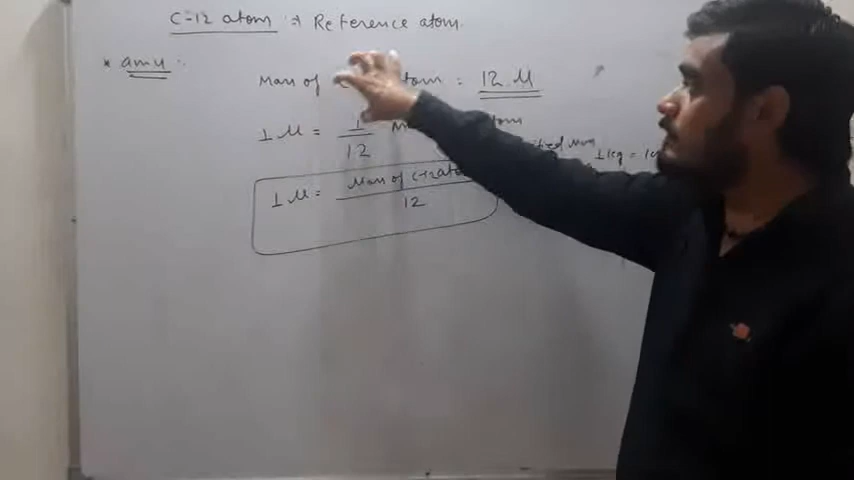 C-12 atom → Reference atom.
* amu :-
Mass of atom = 12 u
1 u = 1/12
1 u = Mass of C-12 atom / 12
1 kg =